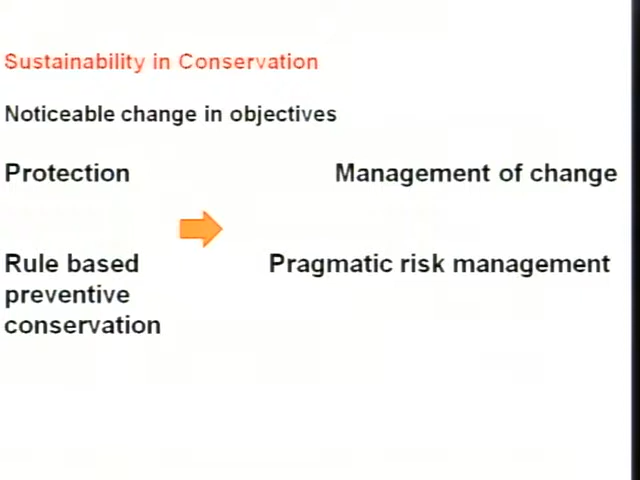 Sustainability in Conservation
Noticeable change in objectives
Protection
Management of change
Rule based
preventive
conservation
Pragmatic risk management